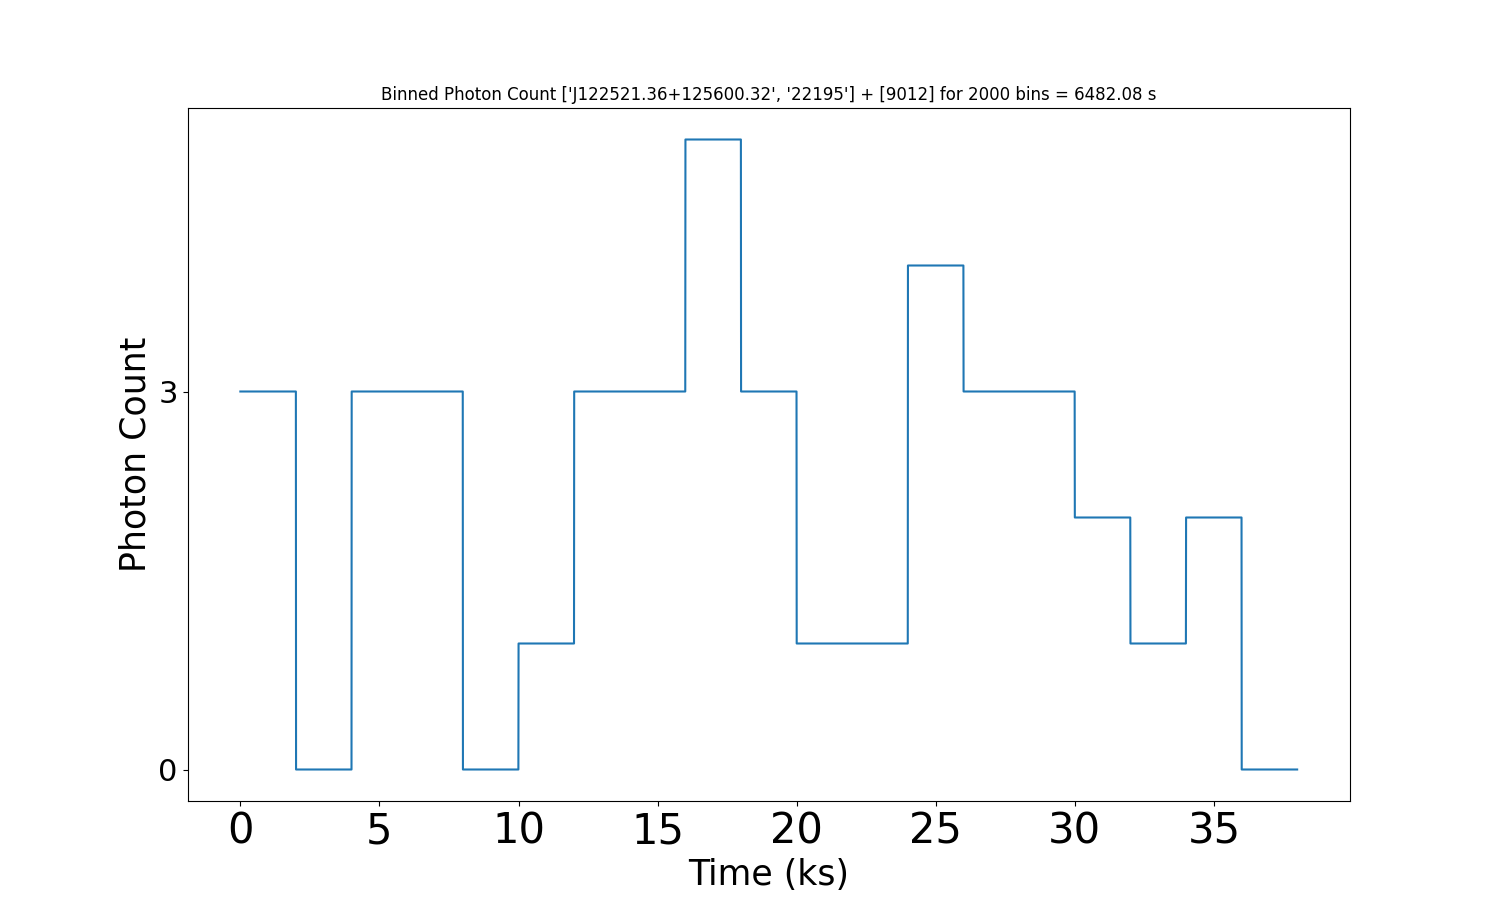 Binned Photon Count ['J122521.36+125600.32', '22195'] + [9012] for 2000 bins = 6482.08 s
Photon Count
3
0
0 5 10 15 20 25 30 35
Time (ks)